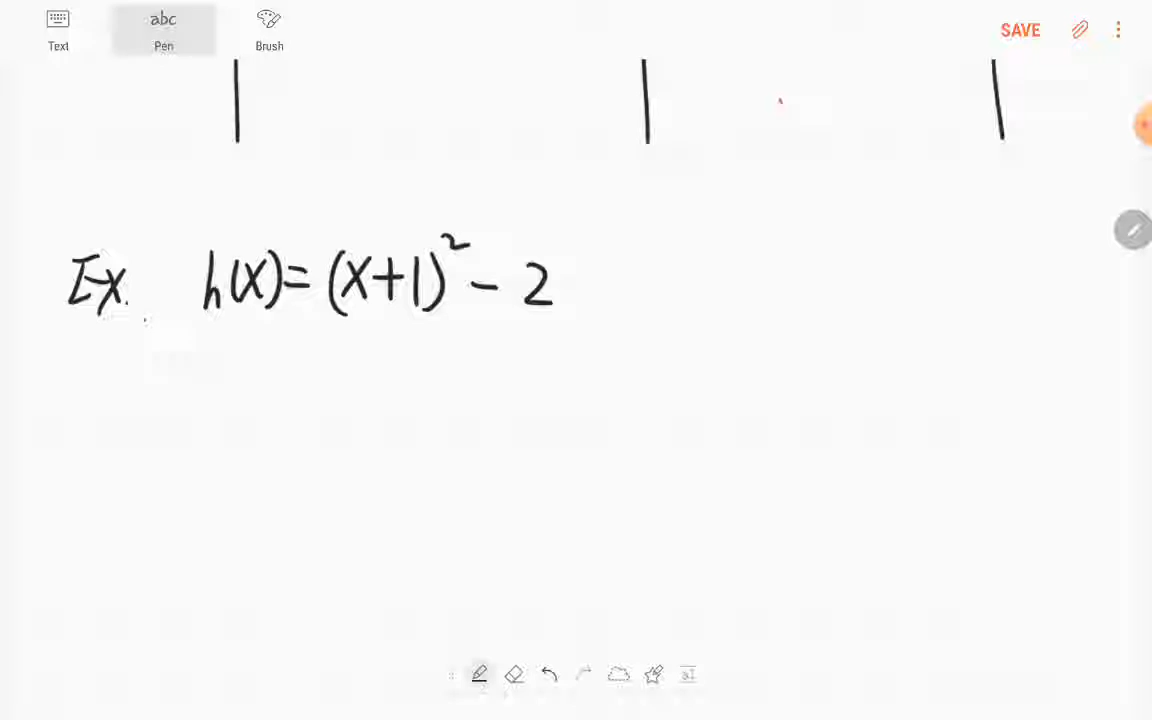 abc
SAVE
Text
Pen
Brush
Ex. h(x)=(x+1)² - 2